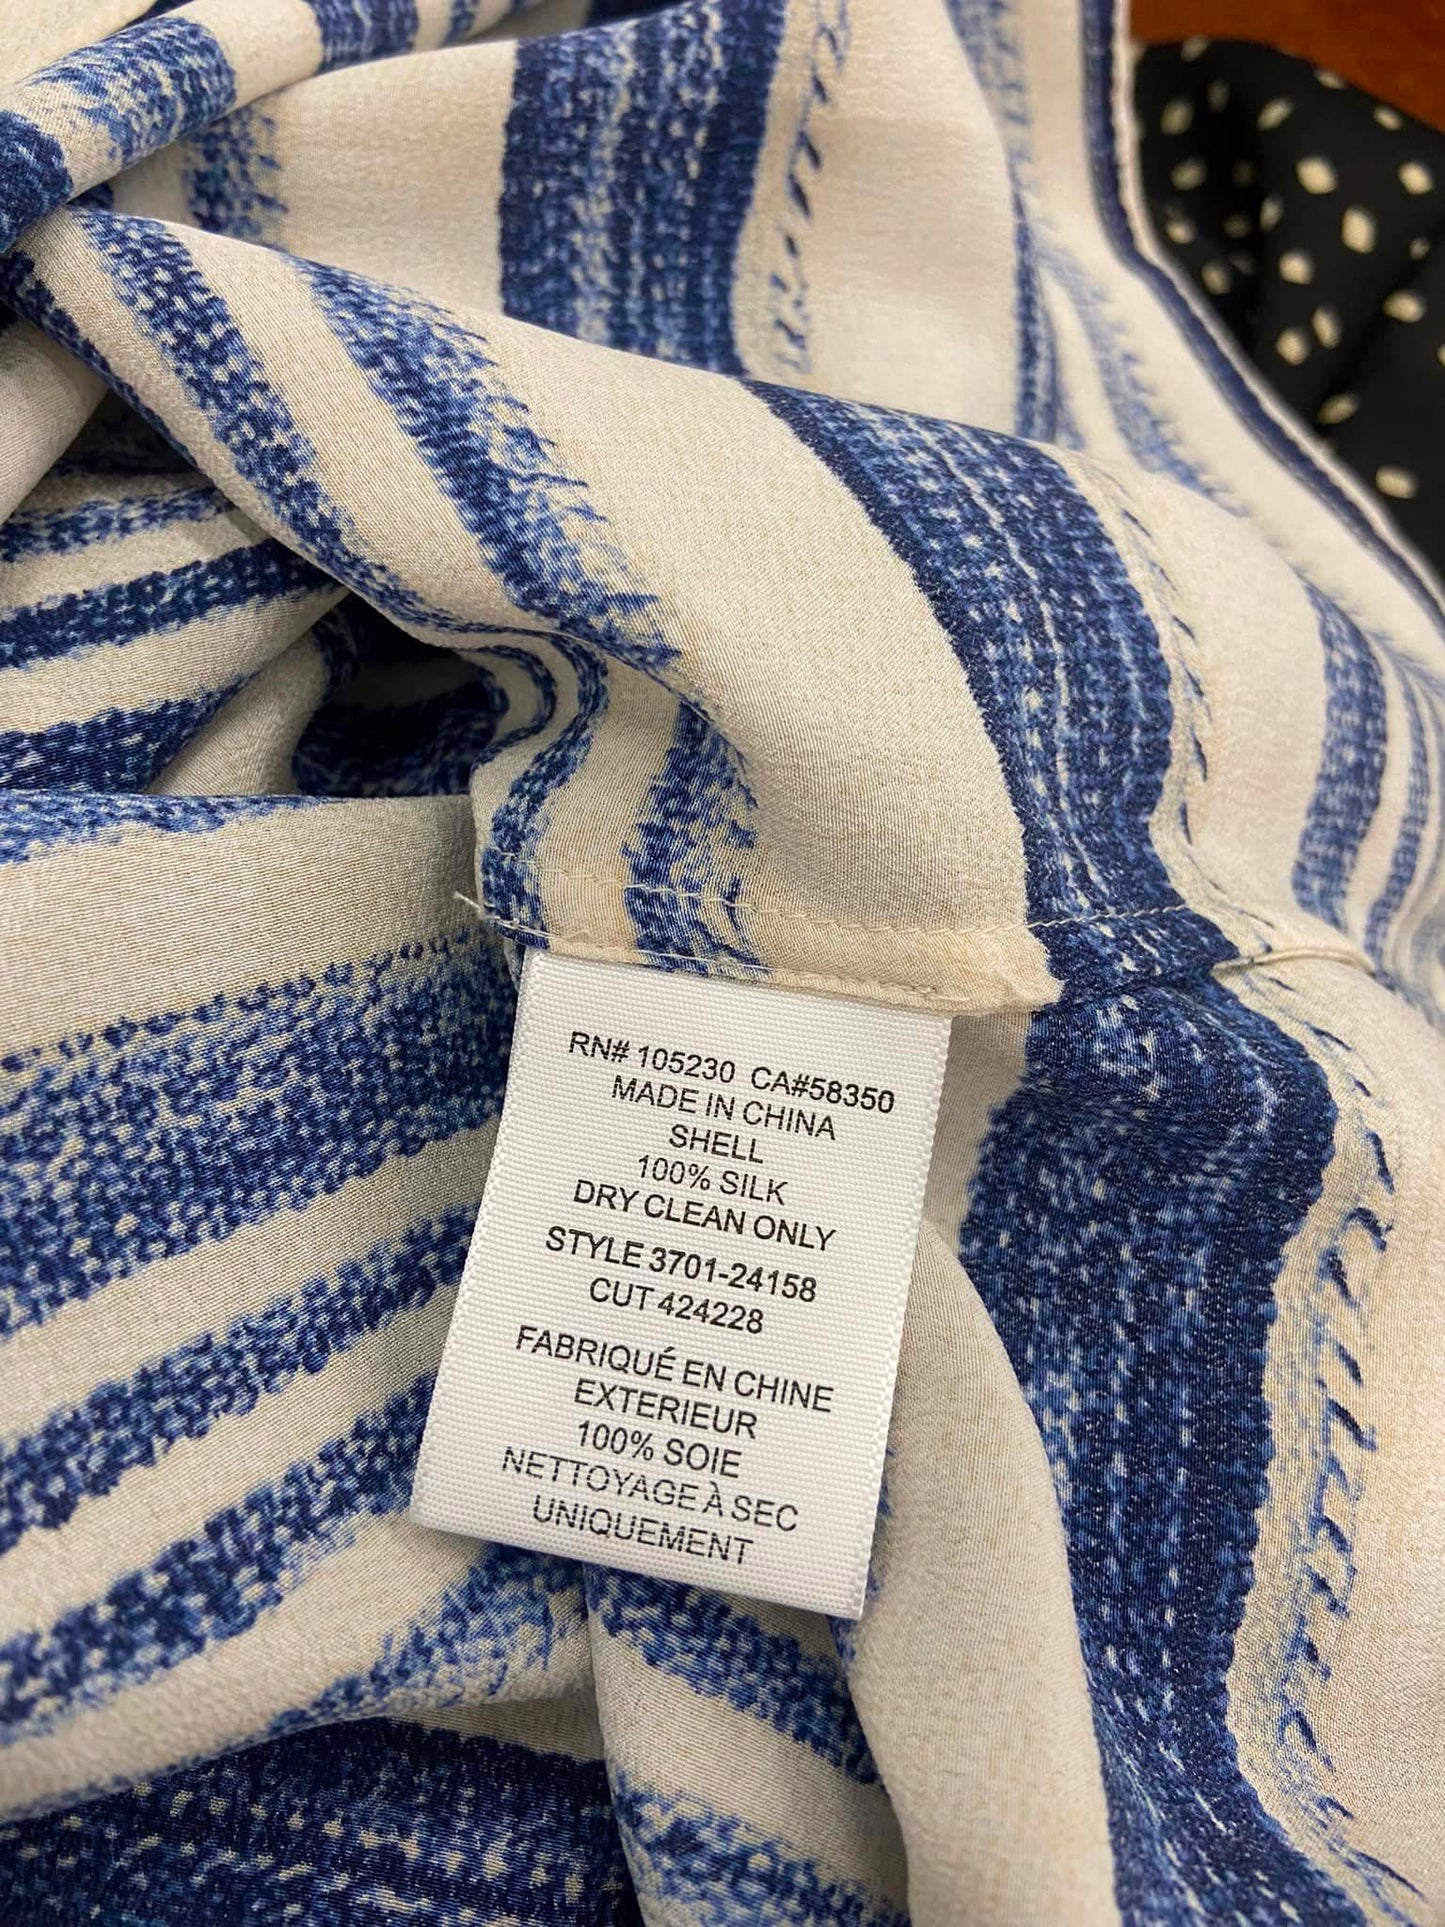 RN# 105230 CA#58350
MADE IN CHINA
SHELL
100% SILK
DRY CLEAN ONLY
STYLE 3701-24158
CUT 424228
FABRIQUÉ EN CHINE
EXTERIEUR
100% SOIE
NETTOYAGE À SEC
UNIQUEMENT